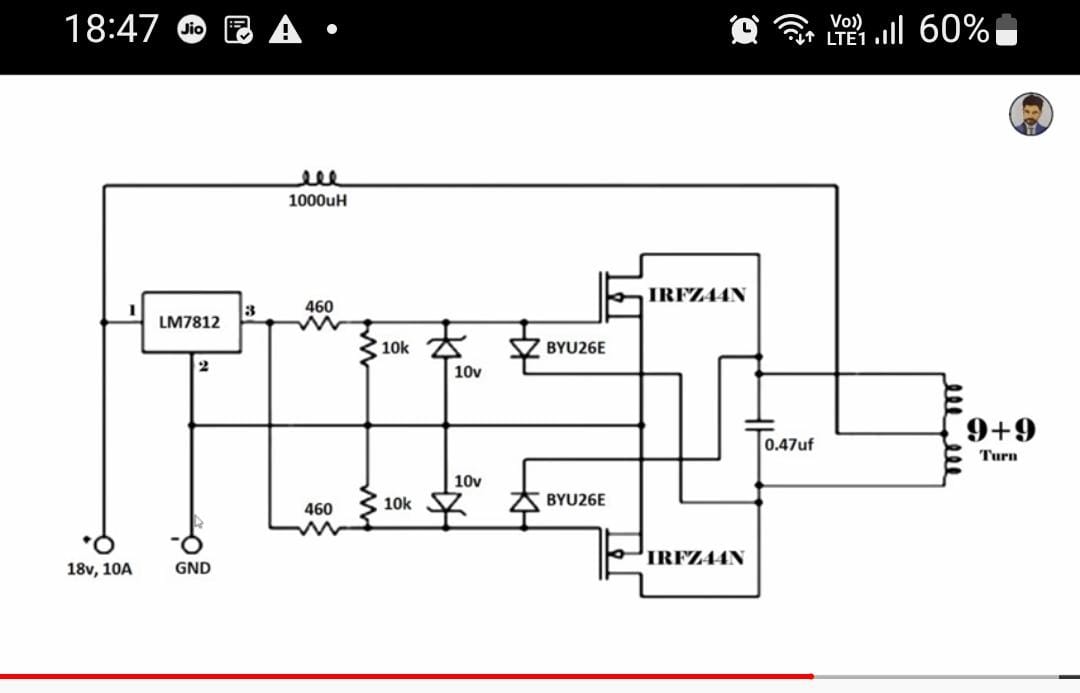 18:47 Jio Vo)) LTE1 60%
1000uH
1 LM7812 3 460 IRFZ44N
2 10k 10v BYU26E
9+9
Turn
0.47uf
460 10k 10v BYU26E
IRFZ44N
+ -
18v, 10A GND